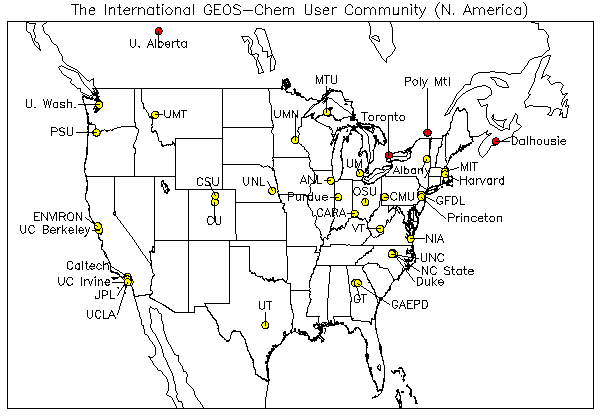 The International GEOS-Chem User Community (N. America)
U. Alberta
MTU
Poly Mtl
U. Wash.
UMT
UMN
Toronto
PSU
Dalhousie
UM
Albany
MIT
CSU
UNL
ANL
OSU
Harvard
Purdue
CMU
GFDL
CU
CARA
Princeton
ENVIRON
VT
UC Berkeley
NIA
UNC
Caltech
NC State
UC Irvine
Duke
JPL
GT
GAEPD
UCLA
UT